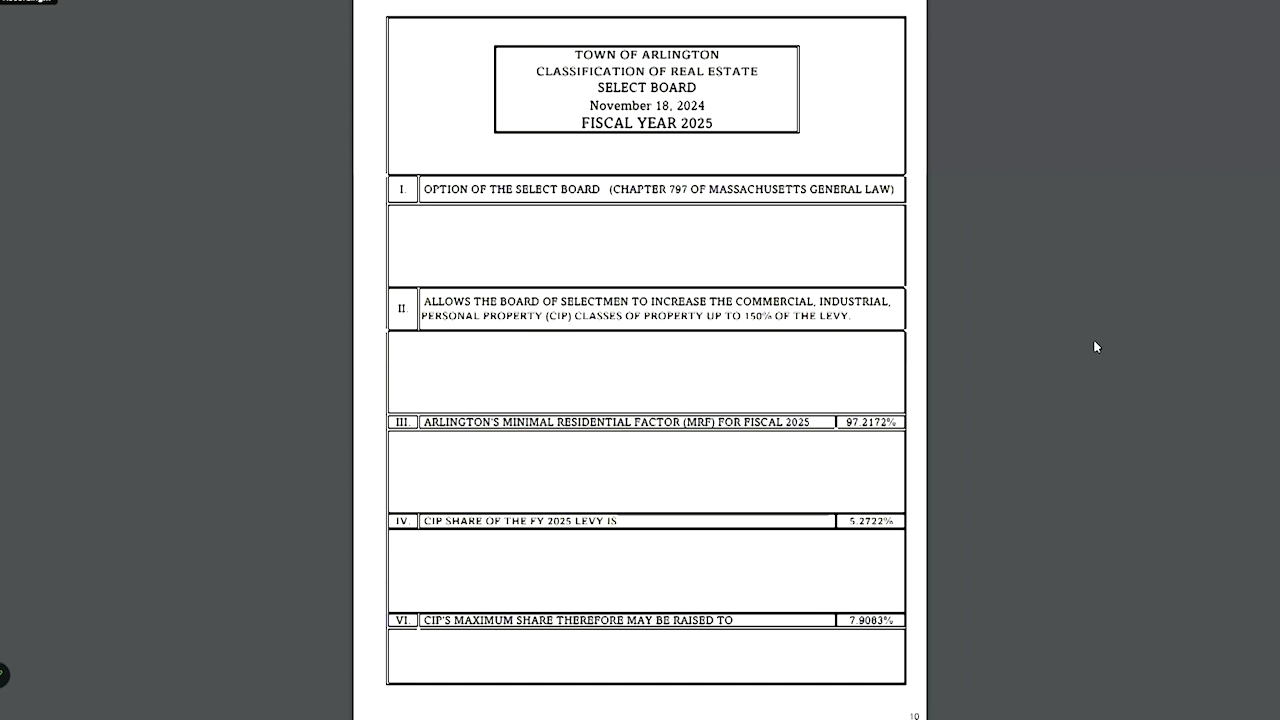 TOWN OF ARLINGTON
CLASSIFICATION OF REAL ESTATE
SELECT BOARD
November 18, 2024
FISCAL YEAR 2025
I. OPTION OF THE SELECT BOARD (CHAPTER 797 OF MASSACHUSETTS GENERAL LAW)
II. ALLOWS THE BOARD OF SELECTMEN TO INCREASE THE COMMERCIAL, INDUSTRIAL,
PERSONAL PROPERTY (CIP) CLASSES OF PROPERTY UP TO 150% OF THE LEVY.
III. ARLINGTON'S MINIMAL RESIDENTIAL FACTOR (MRF) FOR FISCAL 2025 97.2172%
IV. CIP SHARE OF THE FY 2025 LEVY IS 5.2722%
VI. CIP'S MAXIMUM SHARE THEREFORE MAY BE RAISED TO 7.9083%
10